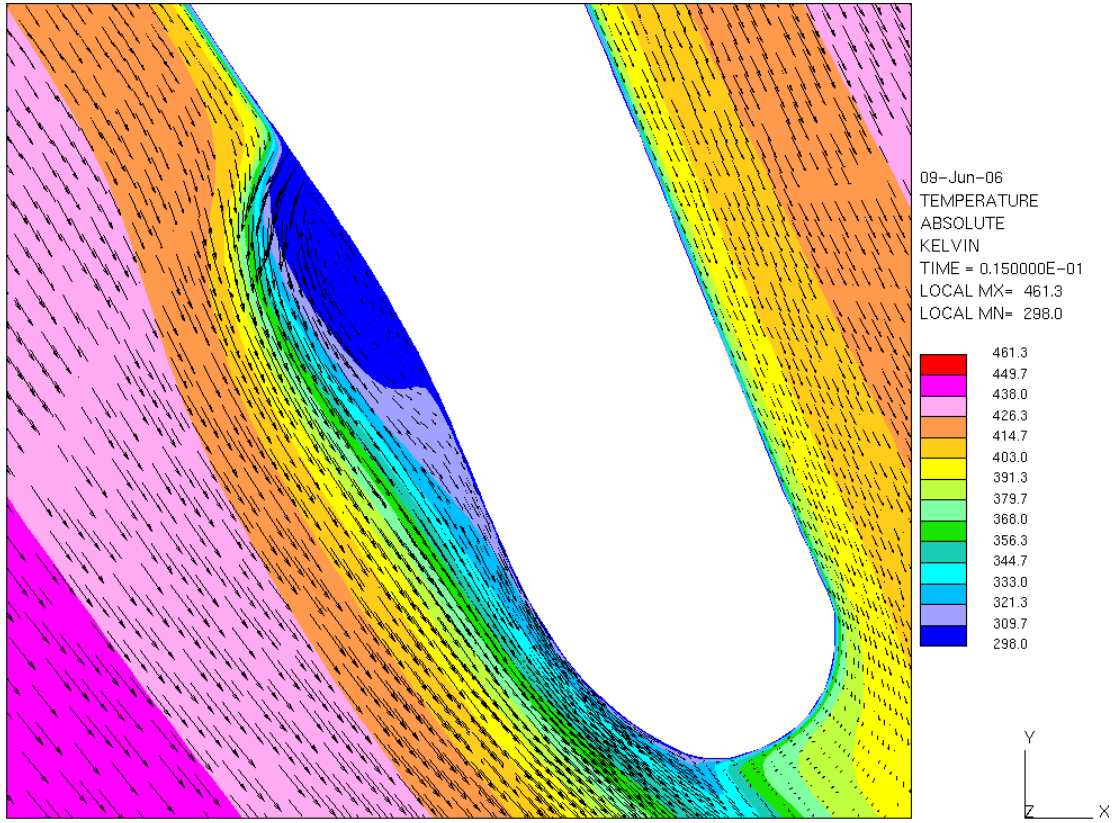 09-Jun-06
TEMPERATURE
ABSOLUTE
KELVIN
TIME = 0.150000E-01
LOCAL MX= 461.3
LOCAL MN= 298.0
461.3
449.7
438.0
426.3
414.7
403.0
391.3
379.7
368.0
356.3
344.7
333.0
321.3
309.7
298.0
Y
Z X